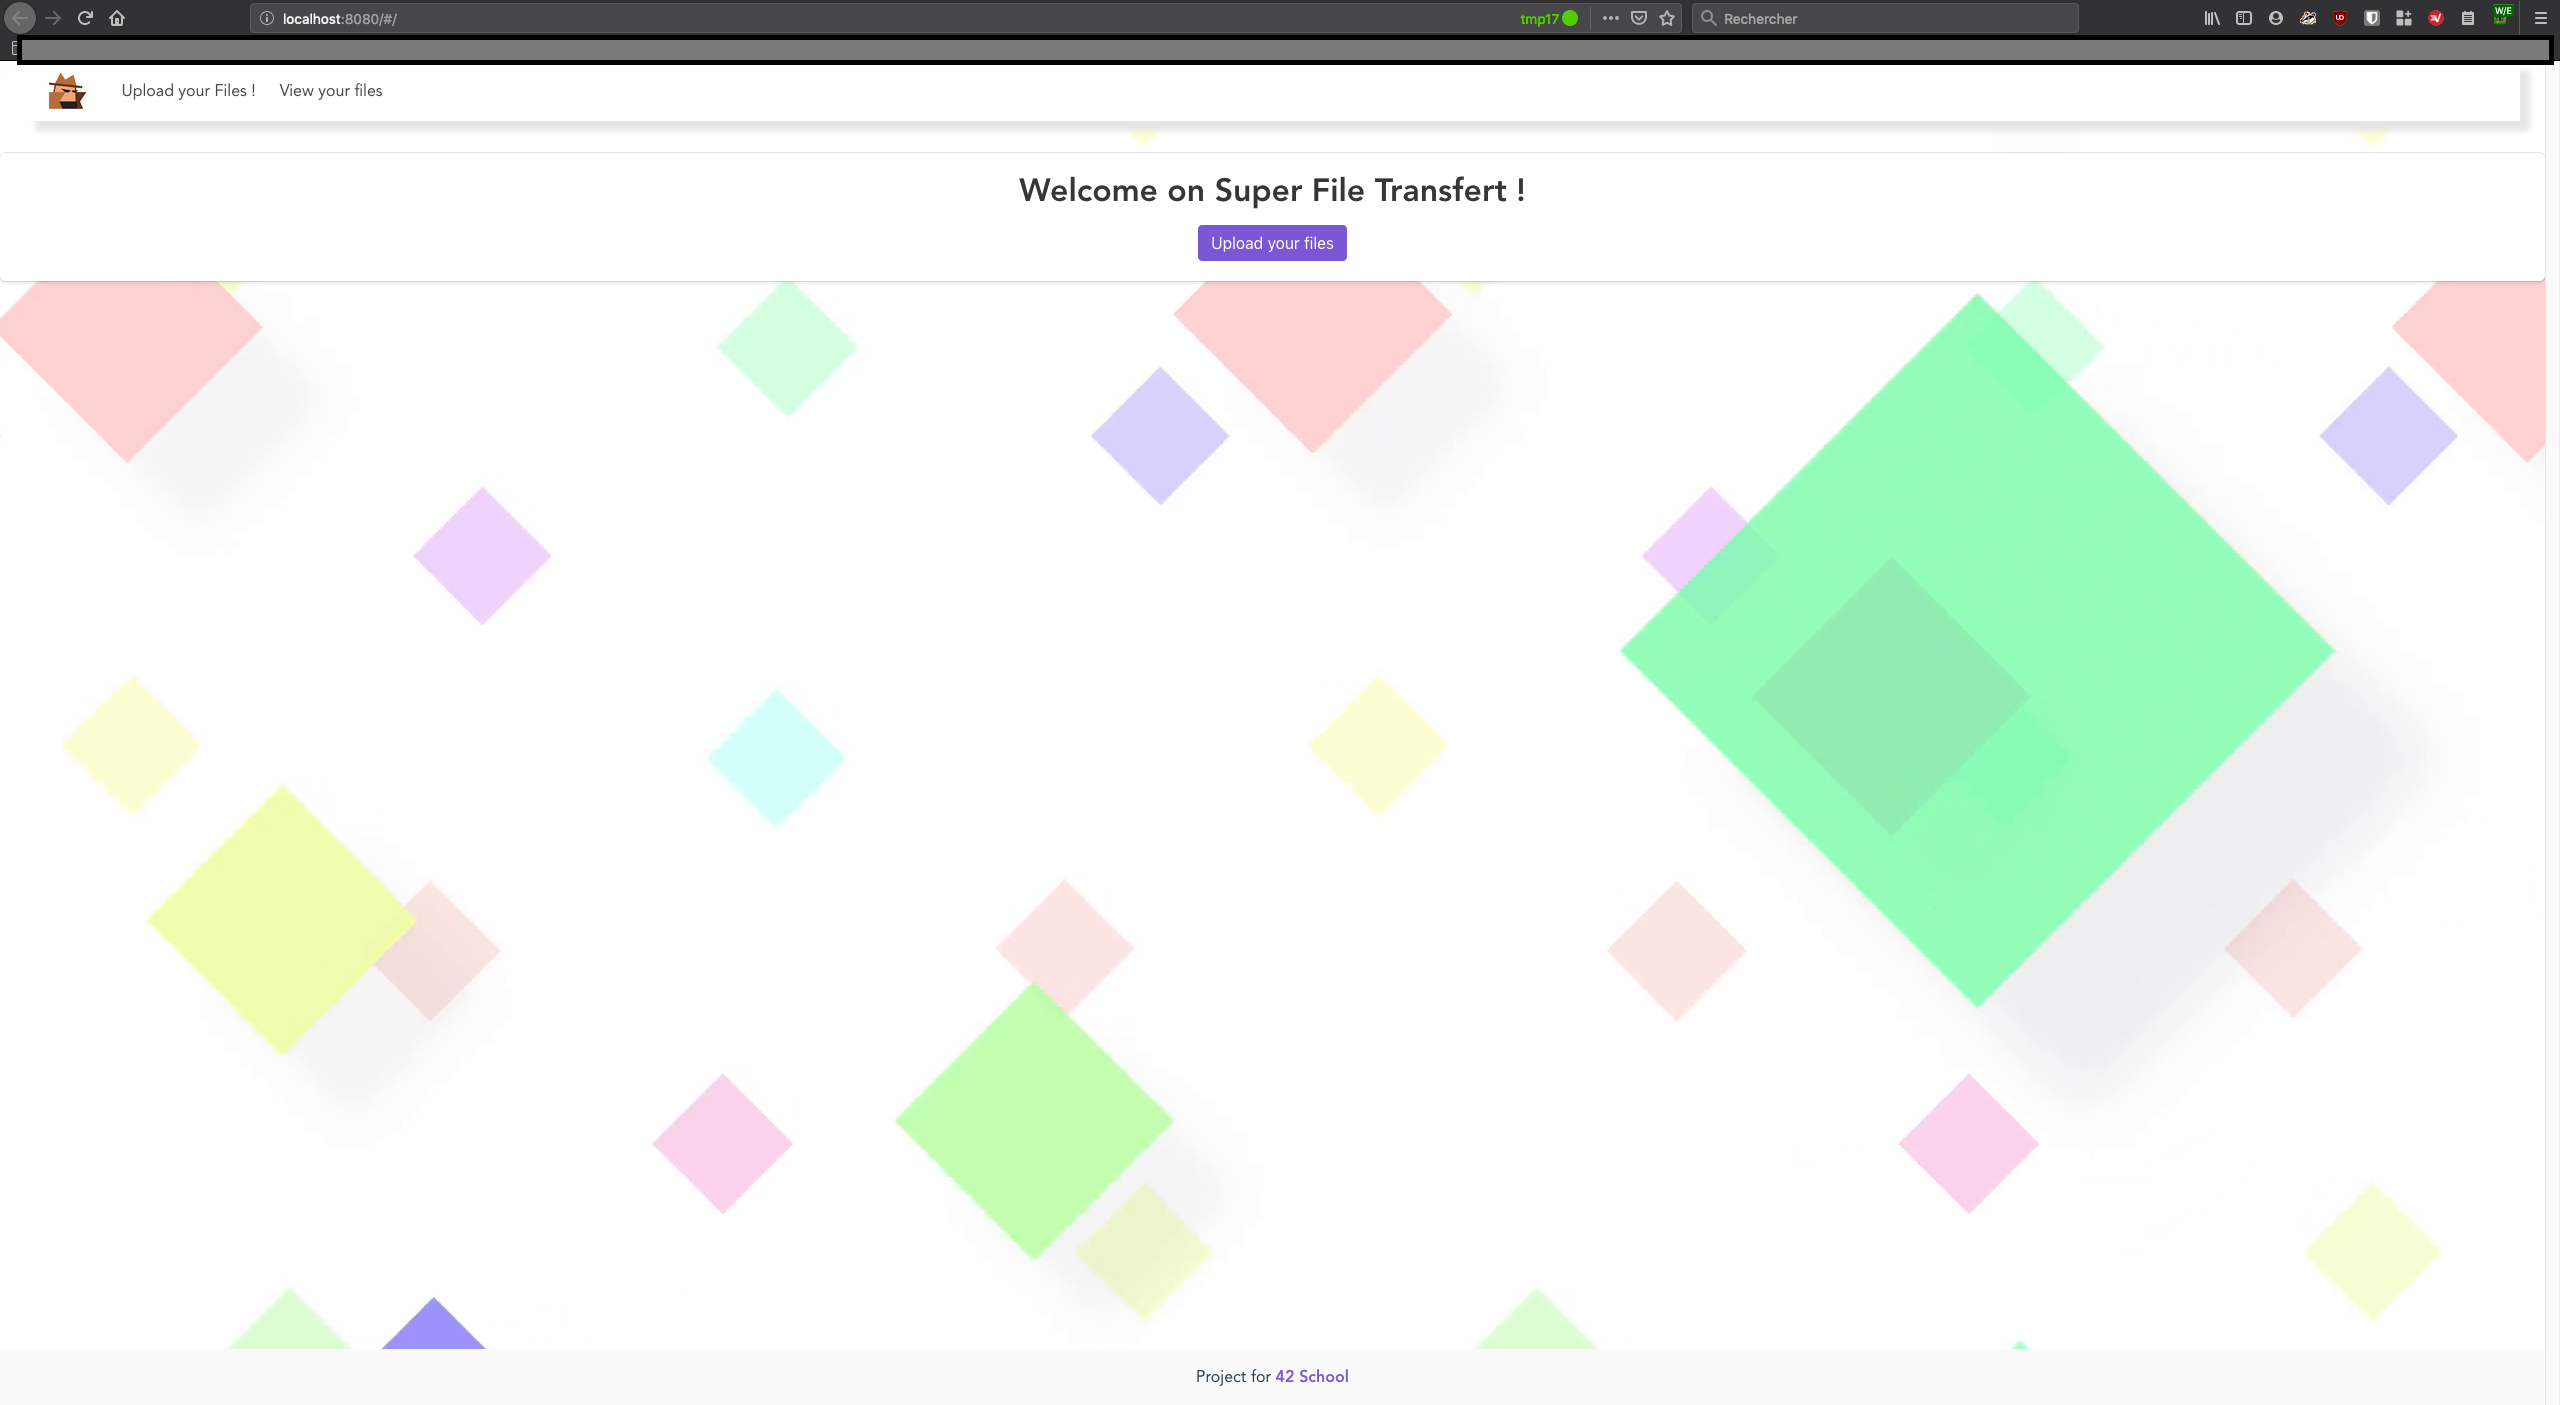 localhost:8080/#/
tmp17
Rechercher
W/E
Upload your Files !
View your files
Welcome on Super File Transfert !
Upload your files
Project for 42 School